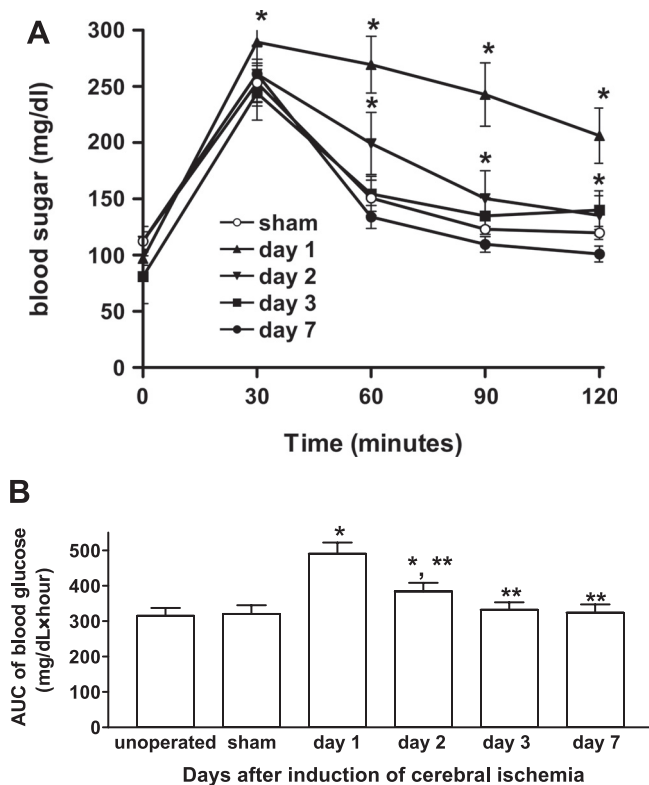 A
300
250
200
150
100
50
0
blood sugar (mg/dl)
* * * *
* * *
sham
day 1
day 2
day 3
day 7
0 30 60 90 120
Time (minutes)
B
AUC of blood glucose
(mg/dL×hour)
500
400
300
300
0
* *, ** ** **
unoperated sham day 1 day 2 day 3 day 7
Days after induction of cerebral ischemia